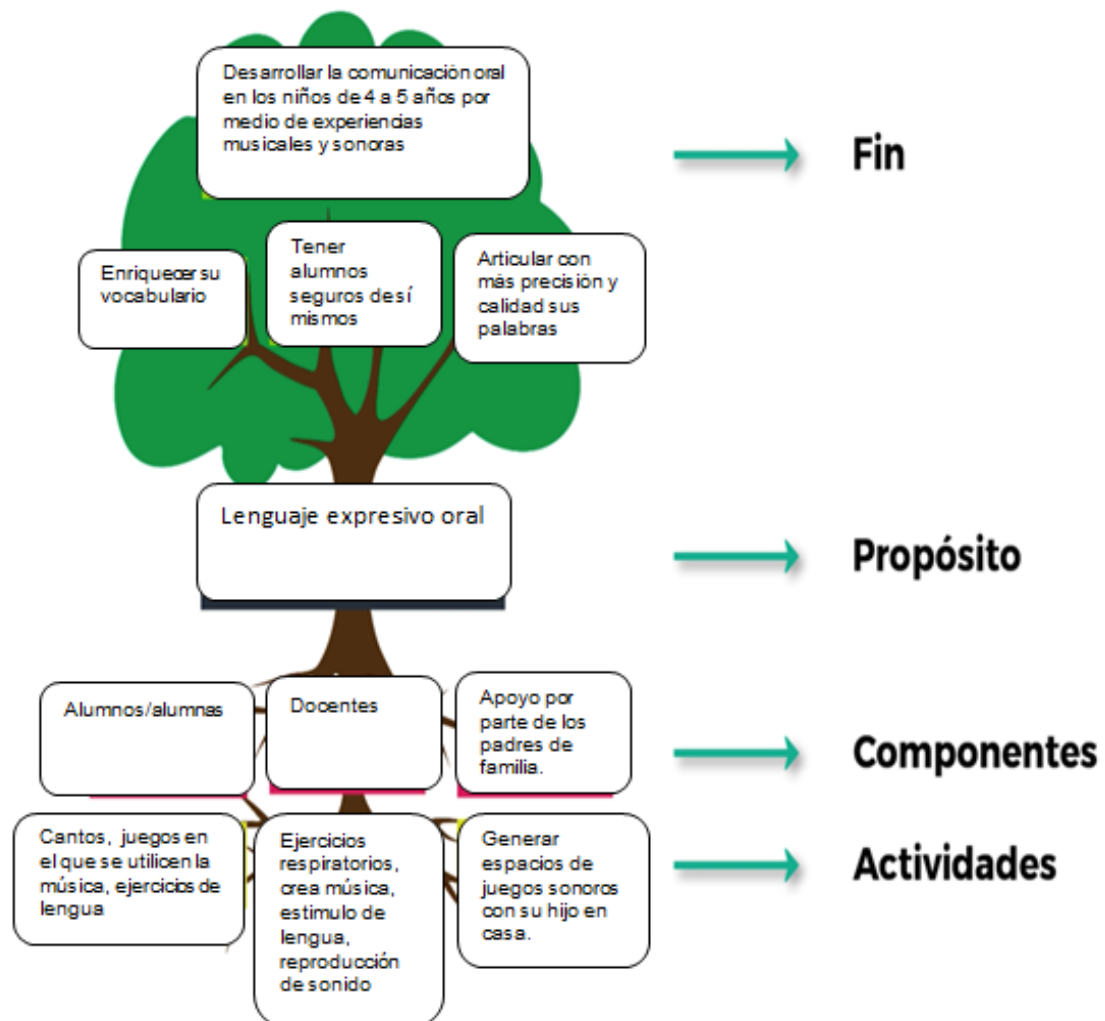 Desarrollar la comunicación oral
en los niños de 4 a 5 años por
medio de experiencias
musicales y sonoras
Fin
Enriquecer su
vocabulario
Tener
alumnos
seguros de sí
mismos
Articular con
más precisión y
calidad sus
palabras
Lenguaje expresivo oral
Propósito
Alumnos/alumnas
Docentes
Apoyo por
parte de los
padres de
familia.
Componentes
Cantos, juegos en
el que se utilicen la
música, ejercicios de
lengua
Ejercicios
respiratorios,
crea música,
estimulo de
lengua,
reproducción
de sonido
Generar
espacios de
juegos sonoros
con su hijo en
casa.
Actividades